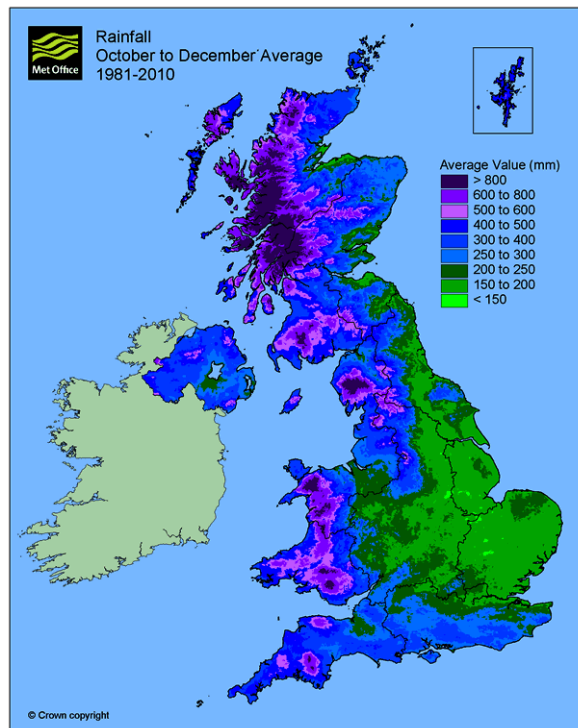 Met Office
Rainfall
October to December Average
1981-2010
Average Value (mm)
> 800
600 to 800
500 to 600
400 to 500
300 to 400
250 to 300
200 to 250
150 to 200
< 150
© Crown copyright